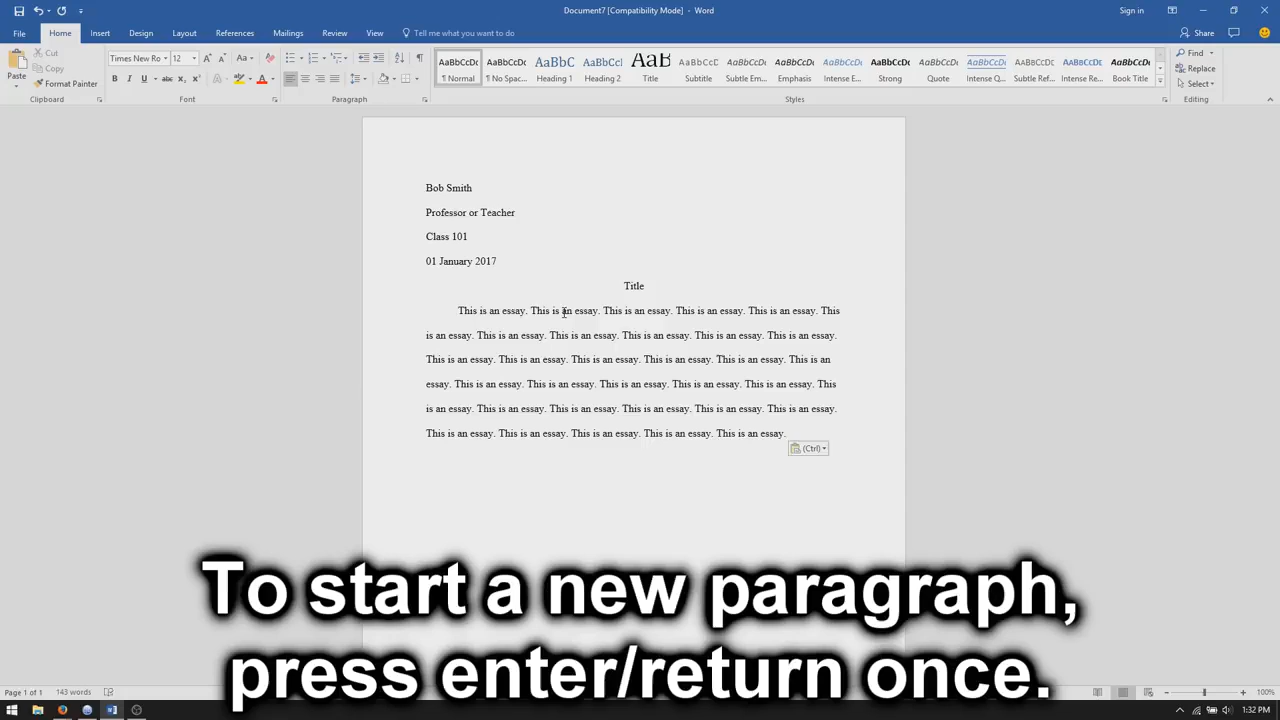 Document7 [Compatibility Mode] - Word
Sign in
File Home Insert Design Layout References Mailings Review View Tell me what you want to do
Share
Paste
Cut
Copy
Format Painter
Times New Ro 12
AaBbCcDc AaBbCcDc AaBbC AaBbCcl AaB AaBbCcD AaBbCcDi AaBbCcDi AaBbCcDi AaBbCcDc AaBbCcDi AaBbCcDi AaBbCcDc AaBbCcDc AaBbCcDc
¶ Normal ¶ No Spac... Heading 1 Heading 2 Title Subtitle Subtle Em... Emphasis Intense E... Strong Quote Intense Q... Subtle Ref... Intense Re... Book Title
Find
Replace
Select
Clipboard Font Paragraph Styles Editing
Bob Smith
Professor or Teacher
Class 101
01 January 2017
Title
This is an essay. This is an essay. This is an essay. This is an essay. This is an essay. This
is an essay. This is an essay. This is an essay. This is an essay. This is an essay. This is an essay.
This is an essay. This is an essay. This is an essay. This is an essay. This is an essay. This is an
essay. This is an essay. This is an essay. This is an essay. This is an essay. This is an essay. This
is an essay. This is an essay. This is an essay. This is an essay. This is an essay. This is an essay.
This is an essay. This is an essay. This is an essay. This is an essay. This is an essay.
(Ctrl)
To start a new paragraph,
press enter/return once.
Page 1 of 1 143 words
100%
1:32 PM